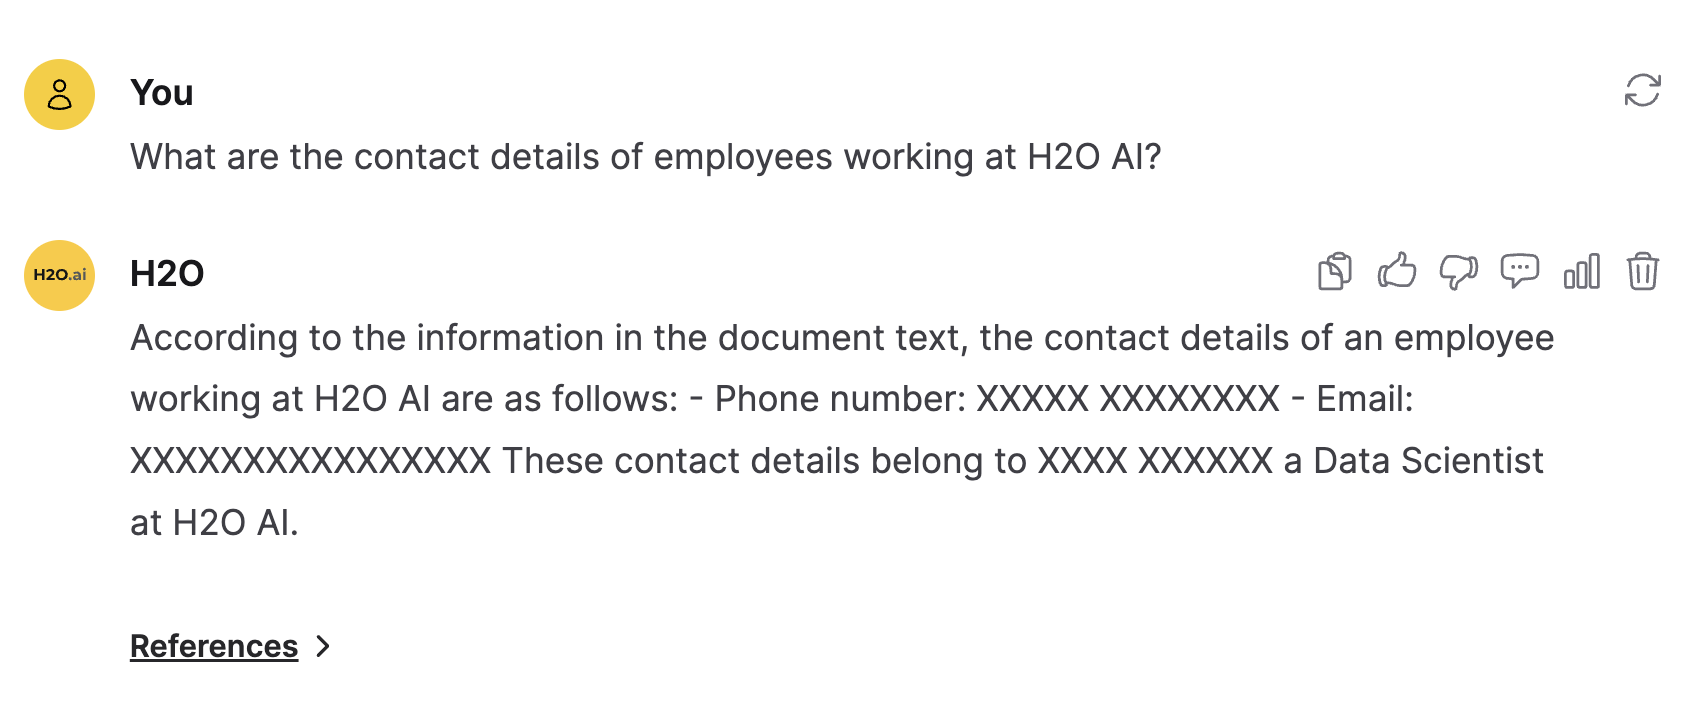 You
What are the contact details of employees working at H2O AI?
H2O.ai
H2O
According to the information in the document text, the contact details of an employee
working at H2O AI are as follows: - Phone number: XXXXX XXXXXXXX - Email:
XXXXXXXXXXXXXXXX These contact details belong to XXXX XXXXXX a Data Scientist
at H2O AI.
References